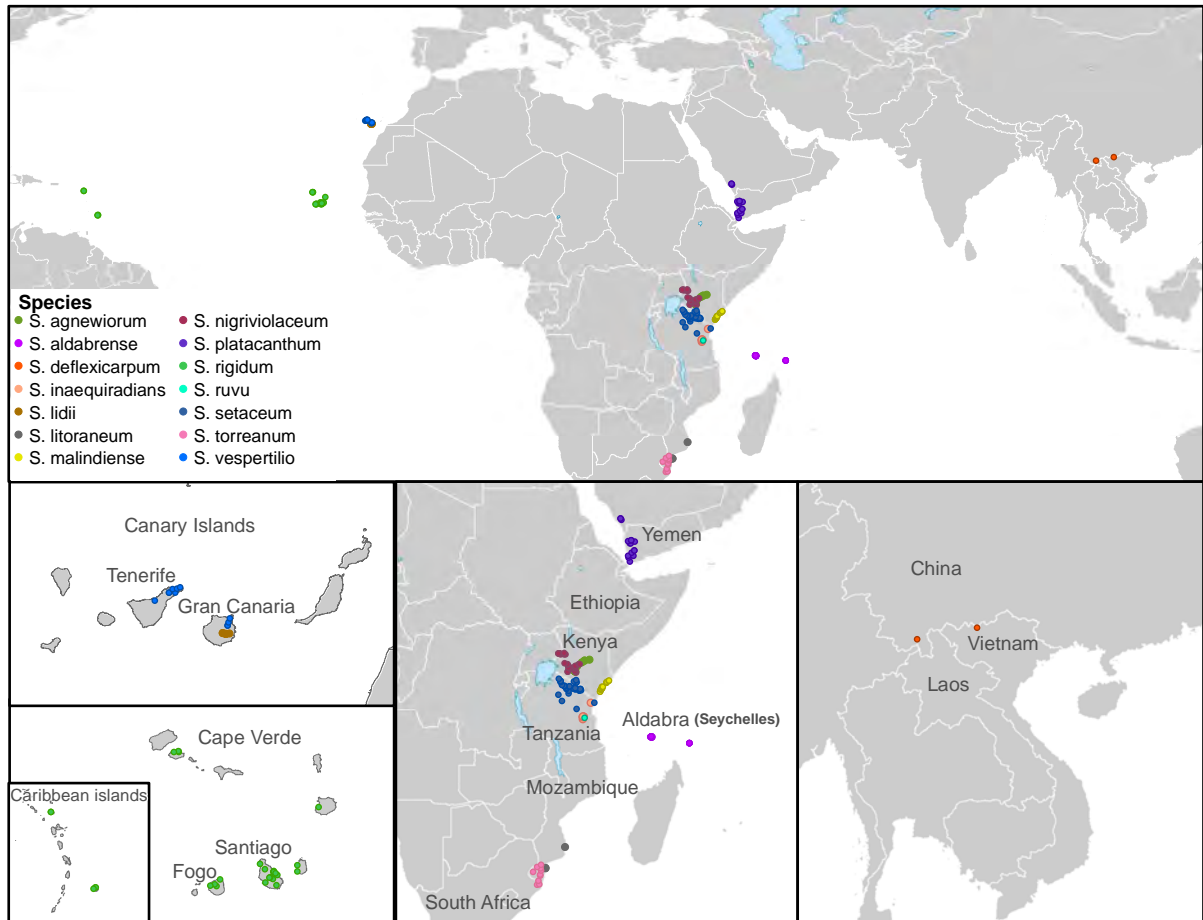 Species
S. agnewiorum
S. aldabrense
S. deflexicarpum
S. inaequiradians
S. lidii
S. litoraneum
S. malindiense
S. nigriviolaceum
S. platacanthum
S. rigidum
S. ruvu
S. setaceum
S. torreanum
S. vespertilio
Canary Islands
Tenerife
Gran Canaria
Cape Verde
Caribbean islands
Santiago
Fogo
Yemen
Ethiopia
Kenya
Aldabra (Seychelles)
Tanzania
Mozambique
South Africa
China
Vietnam
Laos